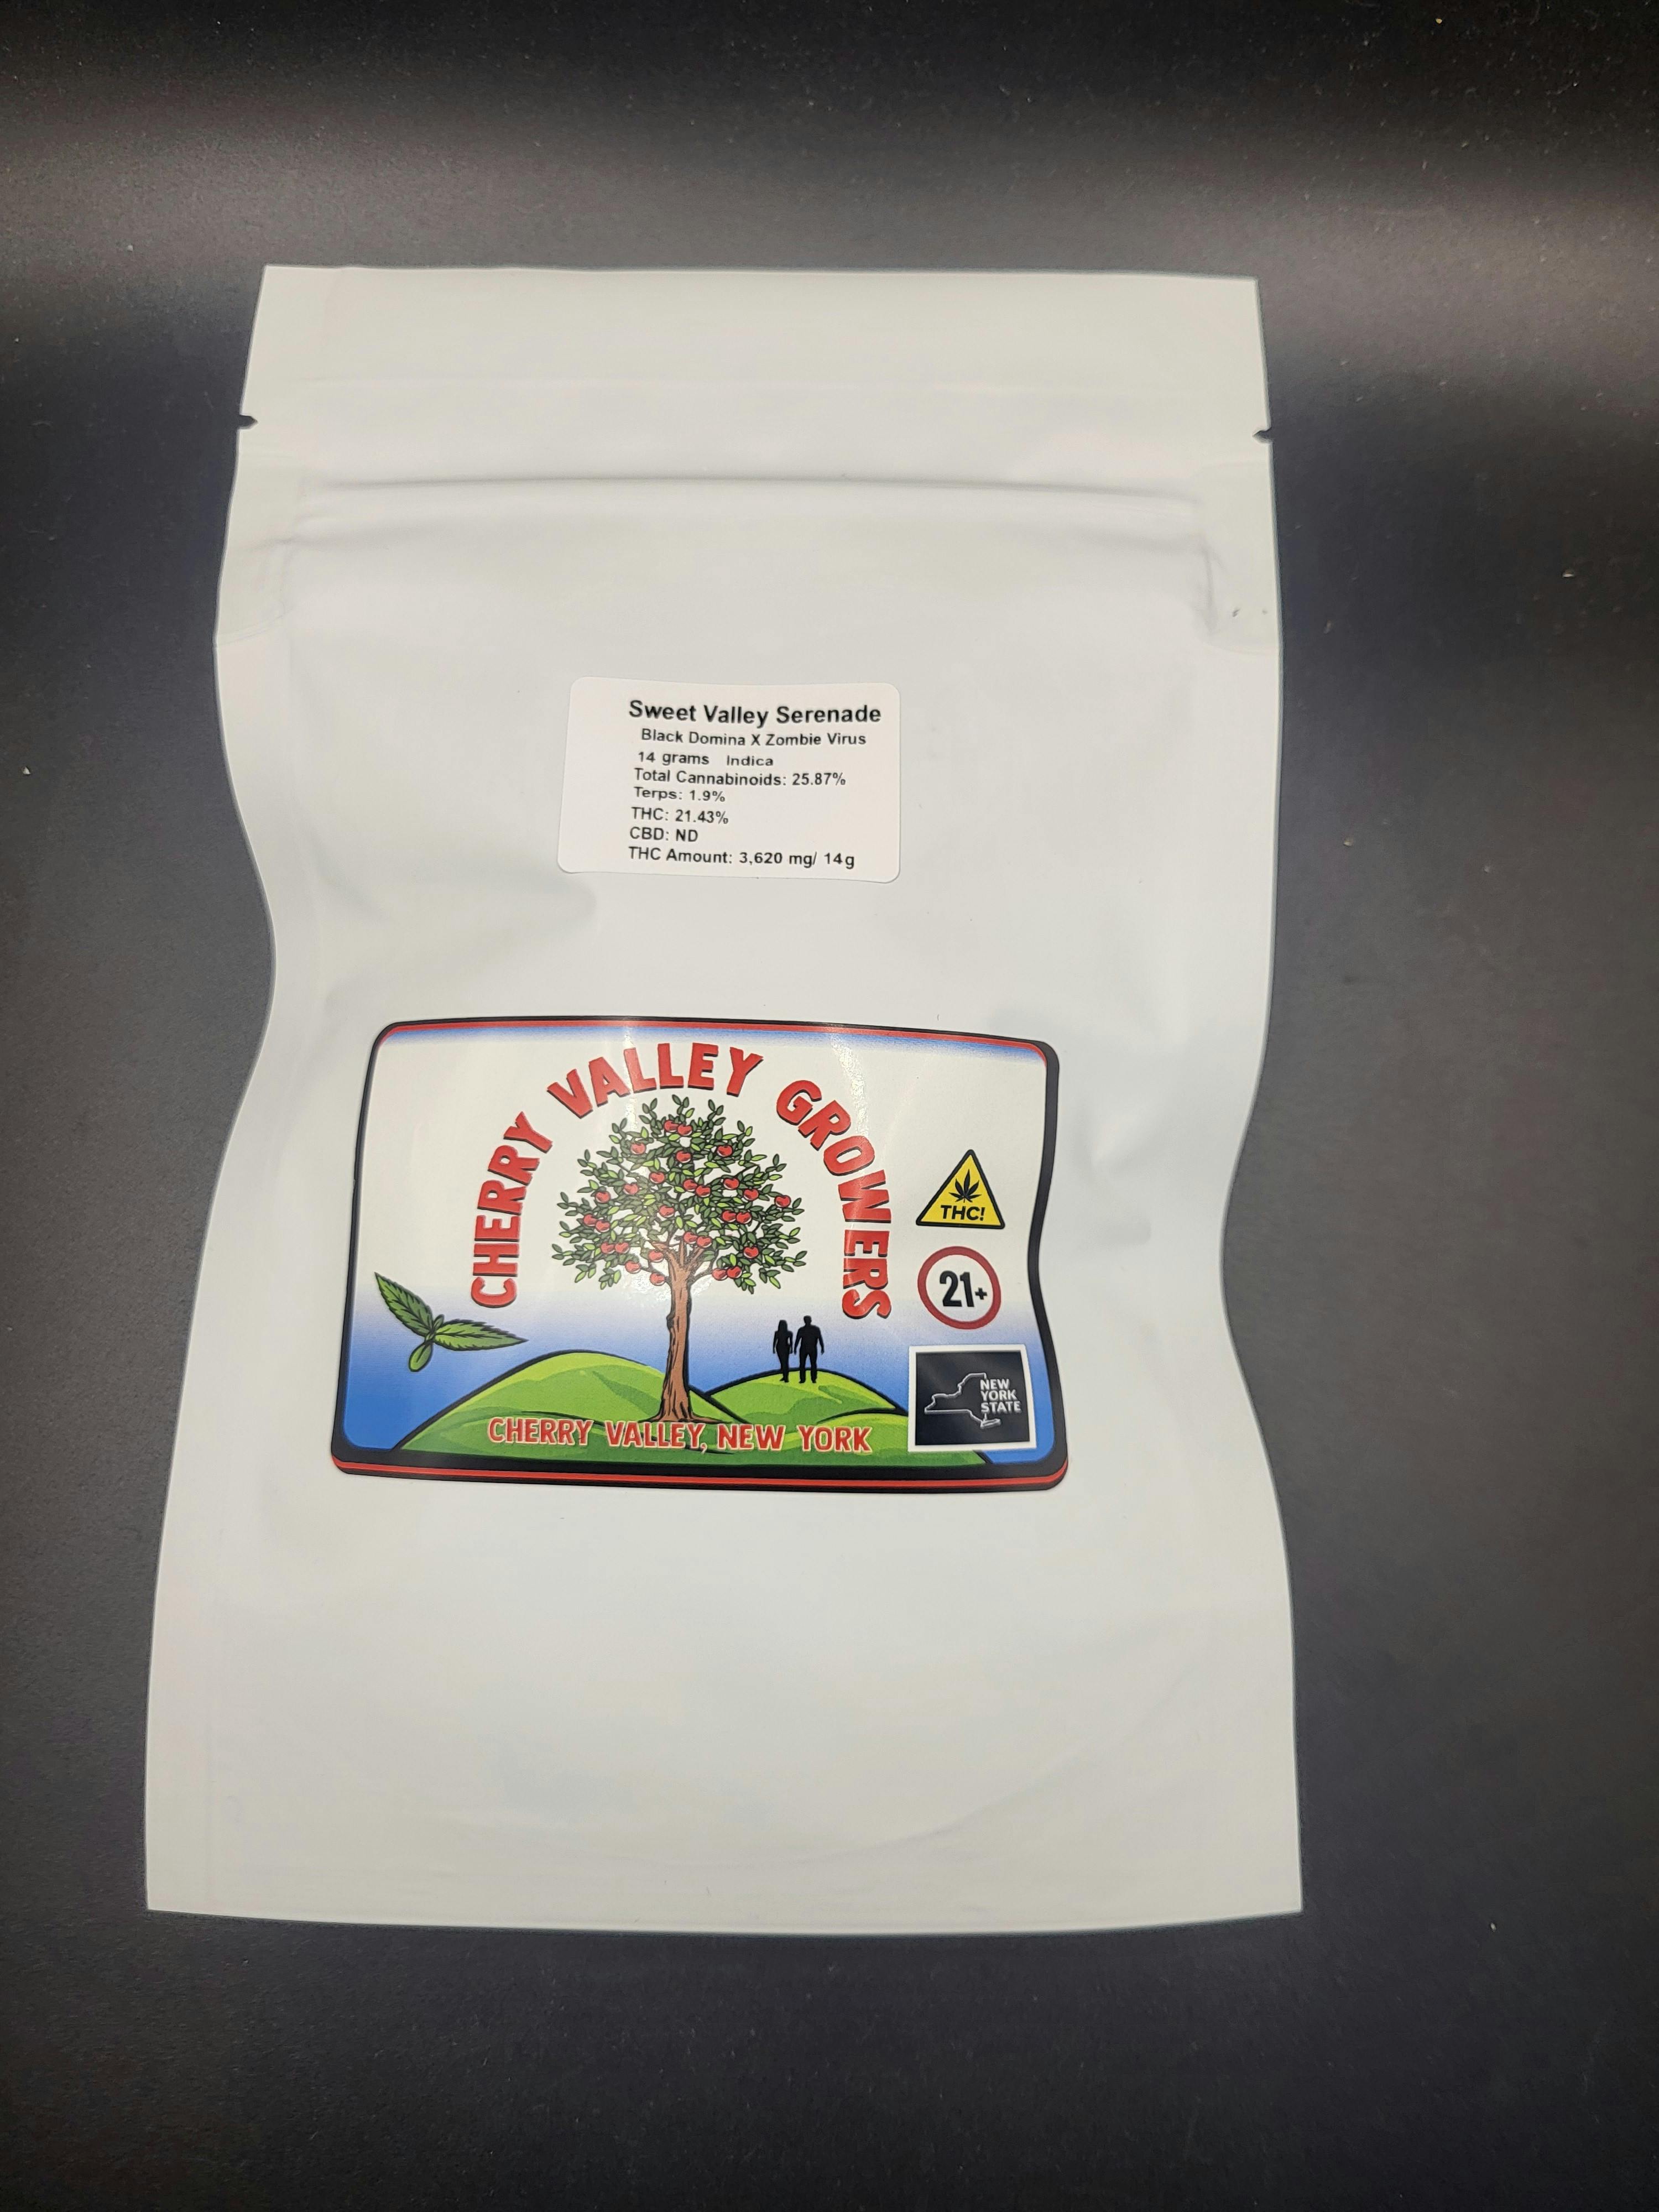 Sweet Valley Serenade
Black Domina X Zombie Virus
14 grams Indica
Total Cannabinoids: 25.87%
Terps: 1.9%
THC: 21.43%
CBD: ND
THC Amount: 3,620 mg/ 14g
CHERRY VALLEY GROWERS
THC!
21+
NEW
YORK
STATE
CHERRY VALLEY, NEW YORK